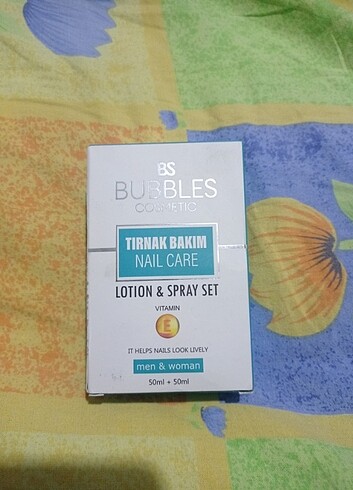 BS
BUBBLES
COSMETIC
TIRNAK BAKIM
NAIL CARE
LOTION & SPRAY SET
VITAMIN
E
IT HELPS NAILS LOOK LIVELY
men & woman
50ml + 50ml